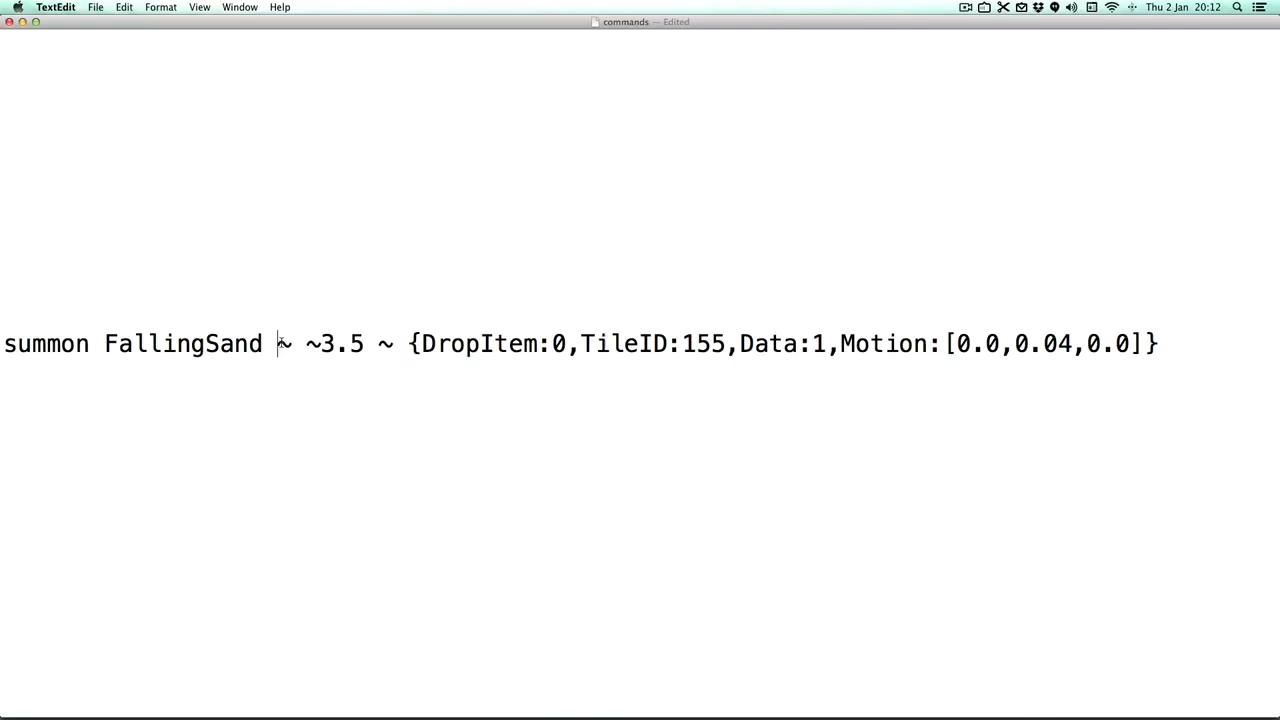 TextEdit File Edit Format View Window Help Thu 2 Jan 20:12
commands — Edited
summon FallingSand ~ ~3.5 ~ {DropItem:0,TileID:155,Data:1,Motion:[0.0,0.04,0.0]}